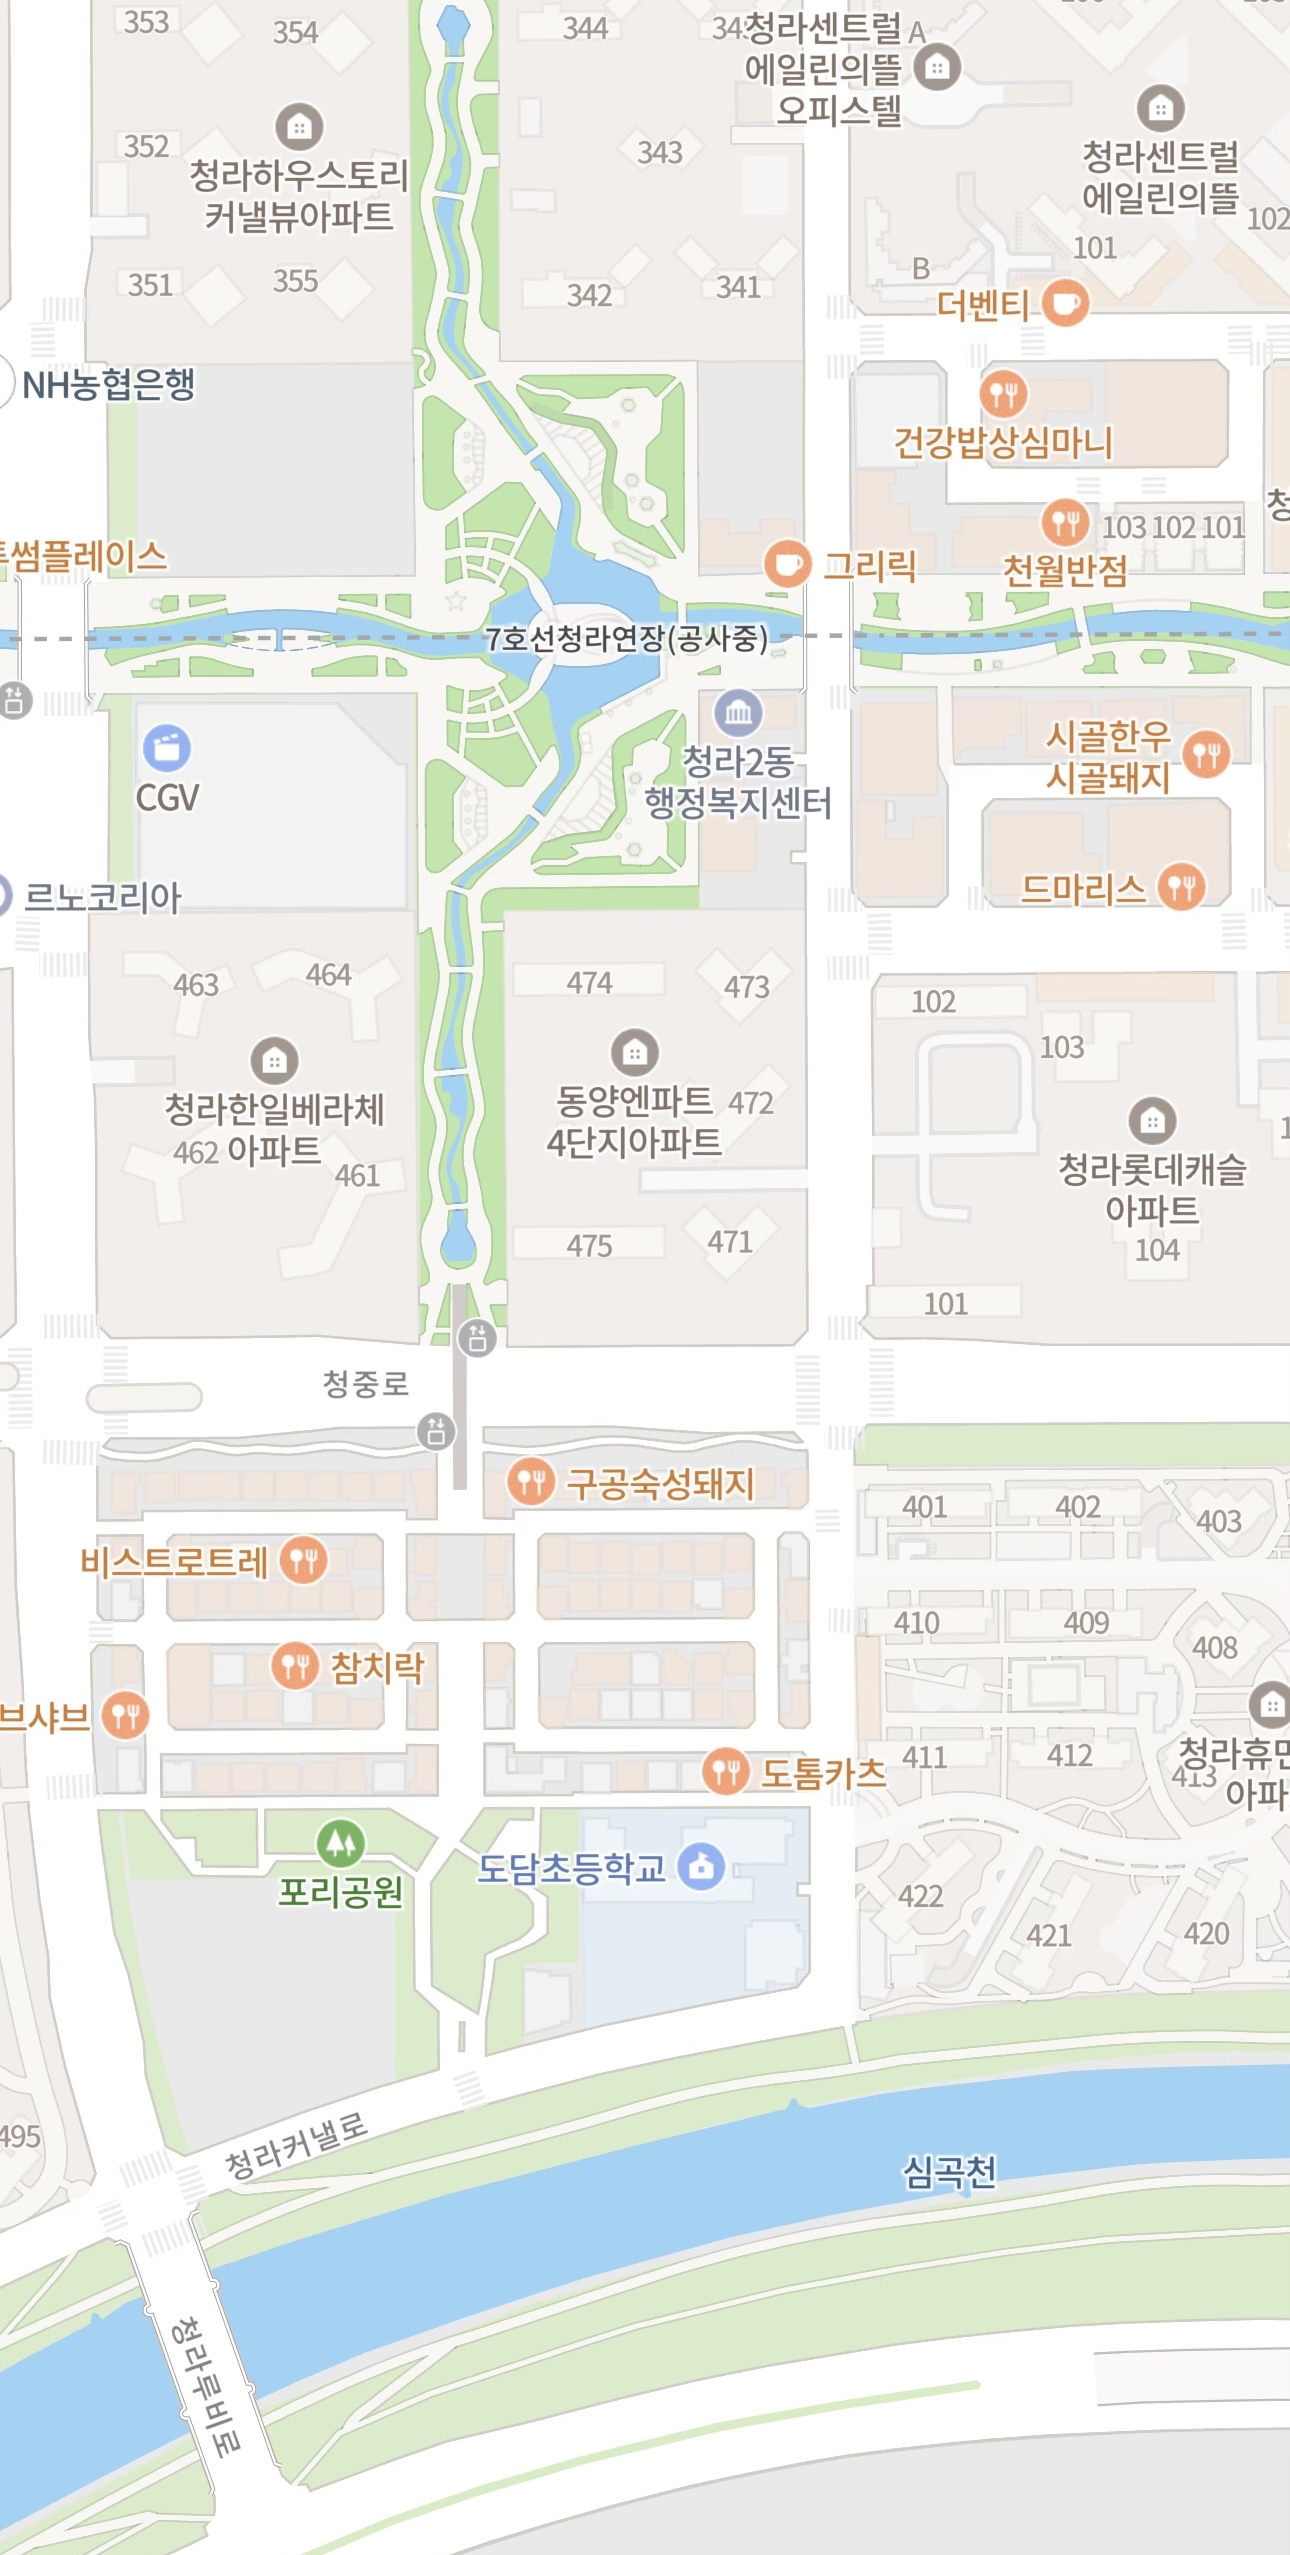 353
354
344
청라센트럴
에일린의뜰
오피스텔
A
352
청라하우스토리
커낼뷰아파트
343
청라센트럴
에일린의뜰
102
101
B
351
355
342
341
더벤티
NH농협은행
건강밥상심마니
썸플레이스
그리릭
천월반점
103
102
101
7호선청라연장(공사중)
CGV
청라2동
행정복지센터
시골한우
시골돼지
르노코리아
드마리스
463
464
474
473
102
103
청라한일베라체
아파트
462
461
동양엔파트
4단지아파트
472
청라롯데캐슬
아파트
104
475
471
101
청중로
구공숙성돼지
401
402
403
비스트로트레
410
409
408
참치락
브샤브
도톰카츠
411
412
413
청라휴먼
아파
포리공원
도담초등학교
422
421
420
495
청라커낼로
심곡천
청라루비로